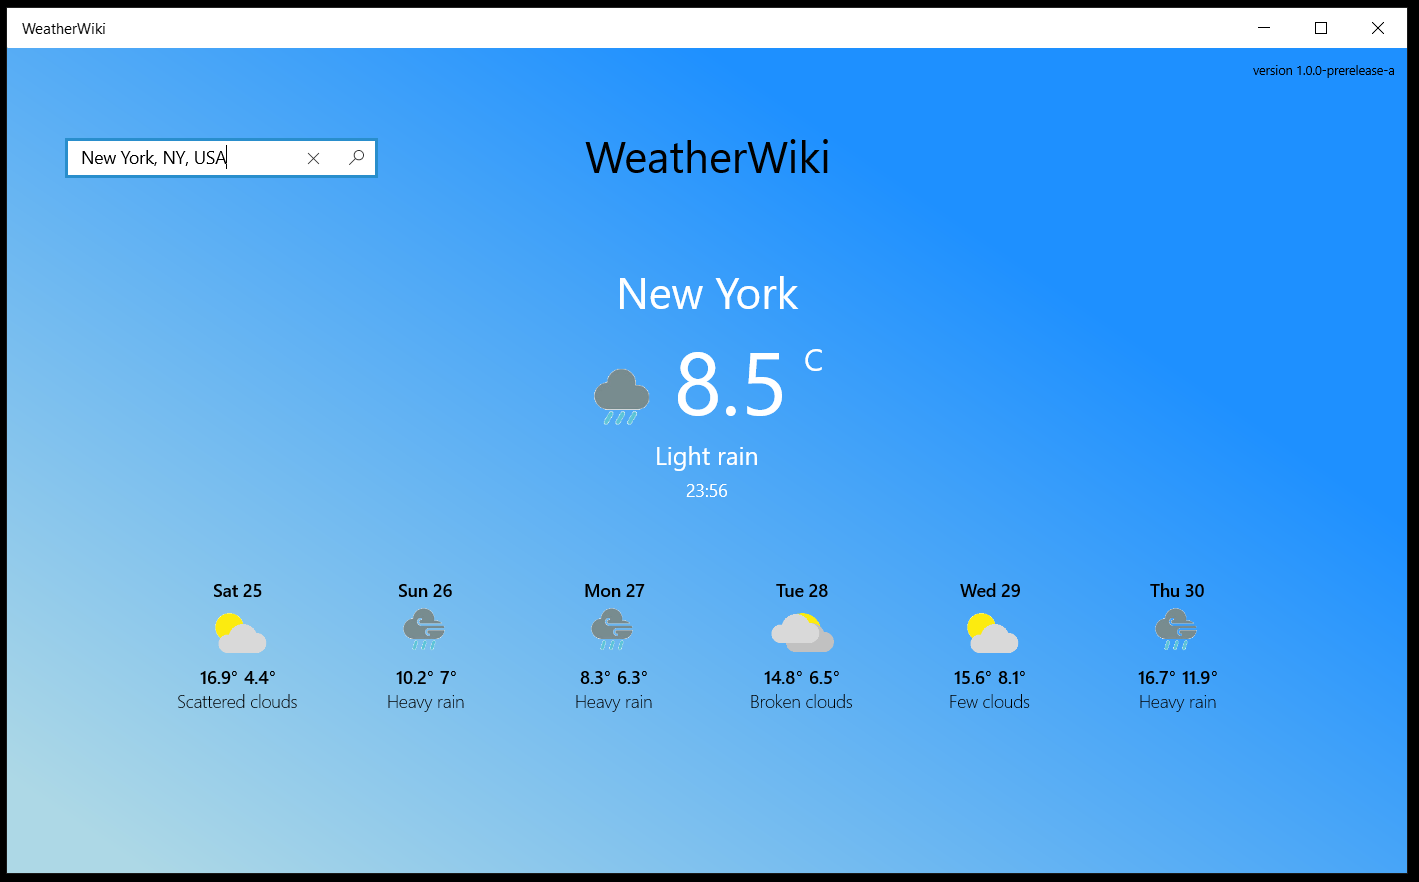 WeatherWiki
version 1.0.0-prerelease-a
New York, NY, USA
WeatherWiki
New York
8.5 C
Light rain
23:56
Sat 25 Sun 26 Mon 27 Tue 28 Wed 29 Thu 30
16.9° 4.4° 10.2° 7° 8.3° 6.3° 14.8° 6.5° 15.6° 8.1° 16.7° 11.9°
Scattered clouds Heavy rain Heavy rain Broken clouds Few clouds Heavy rain